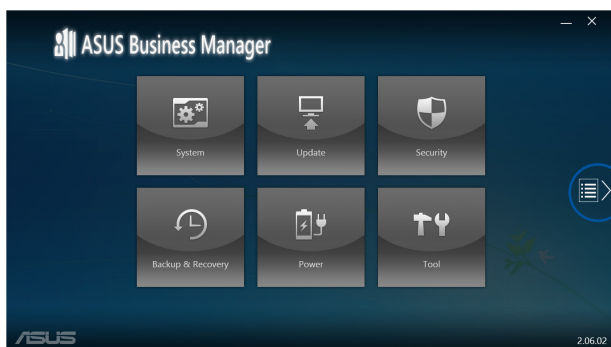 ASUS Business Manager
System
Update
Security
Backup & Recovery
Power
Tool
ASUS
2.06.02